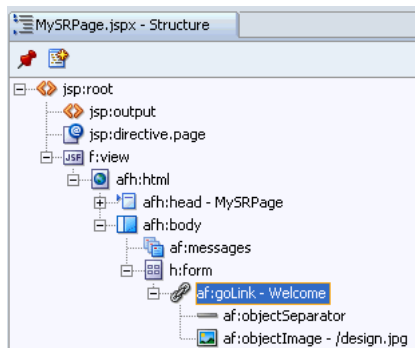 MySRPage.jspx - Structure
jsp:root
jsp:output
jsp:directive.page
JSF f:view
afh:html
afh:head - MySRPage
afh:body
af:messages
h:form
af:goLink - Welcome
af:objectSeparator
af:objectImage - /design.jpg